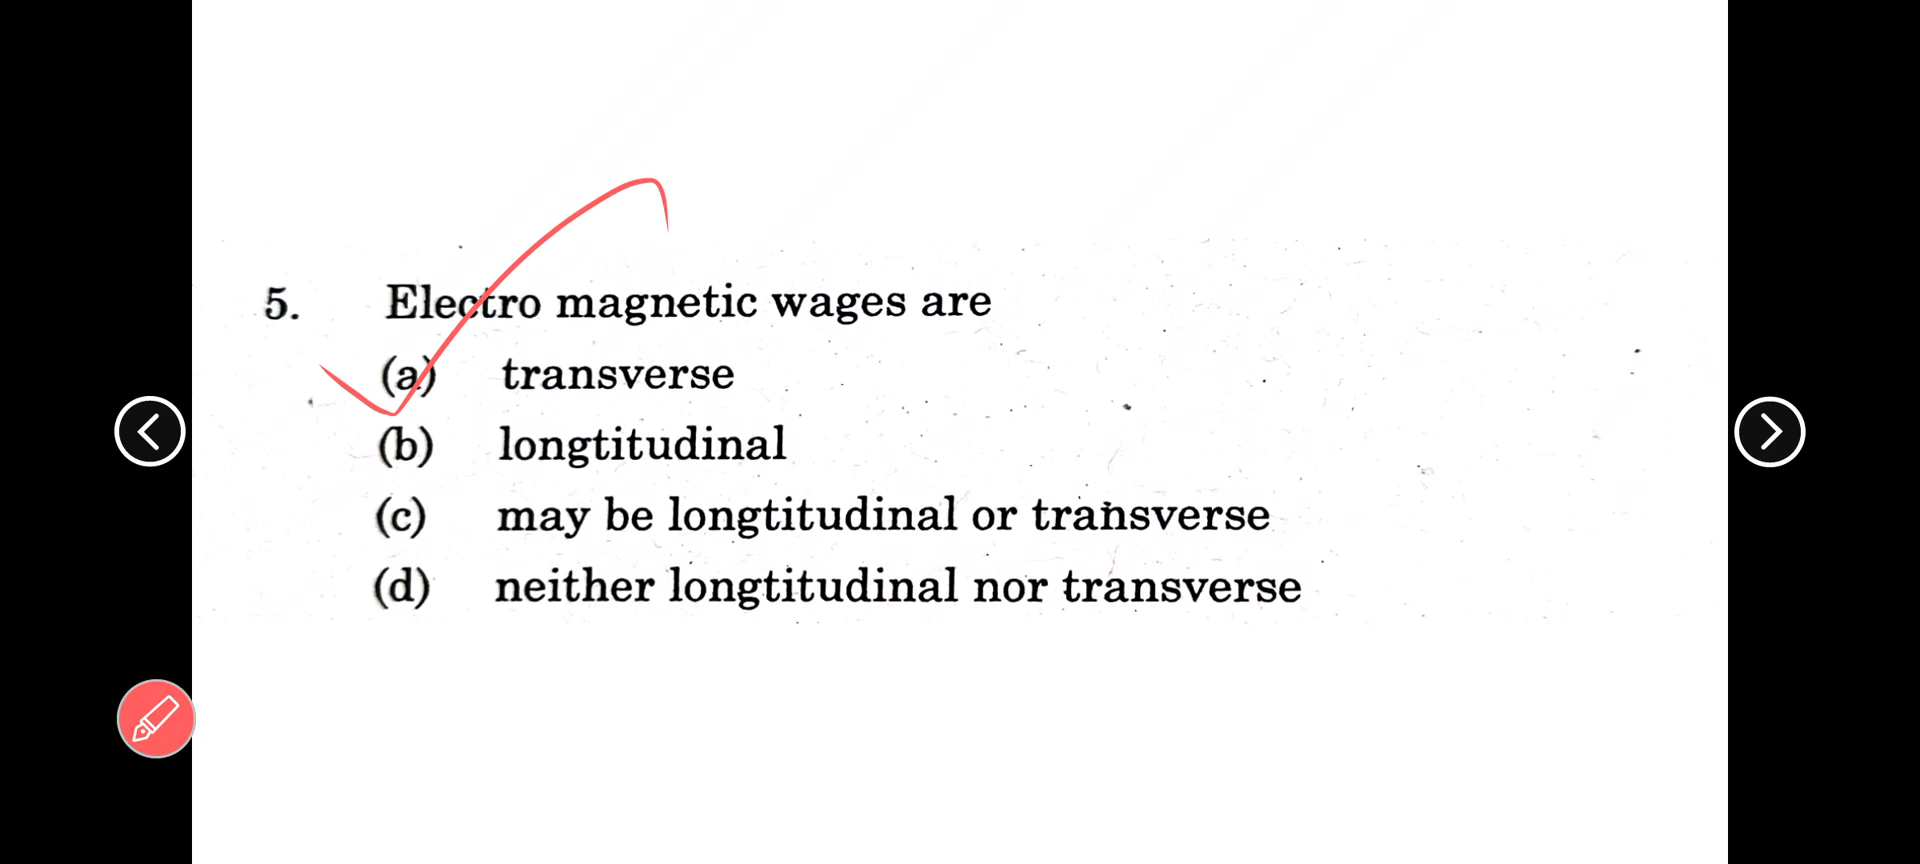 5. Electro magnetic wages are
(a) transverse
(b) longtitudinal
(c) may be longtitudinal or transverse
(d) neither longtitudinal nor transverse